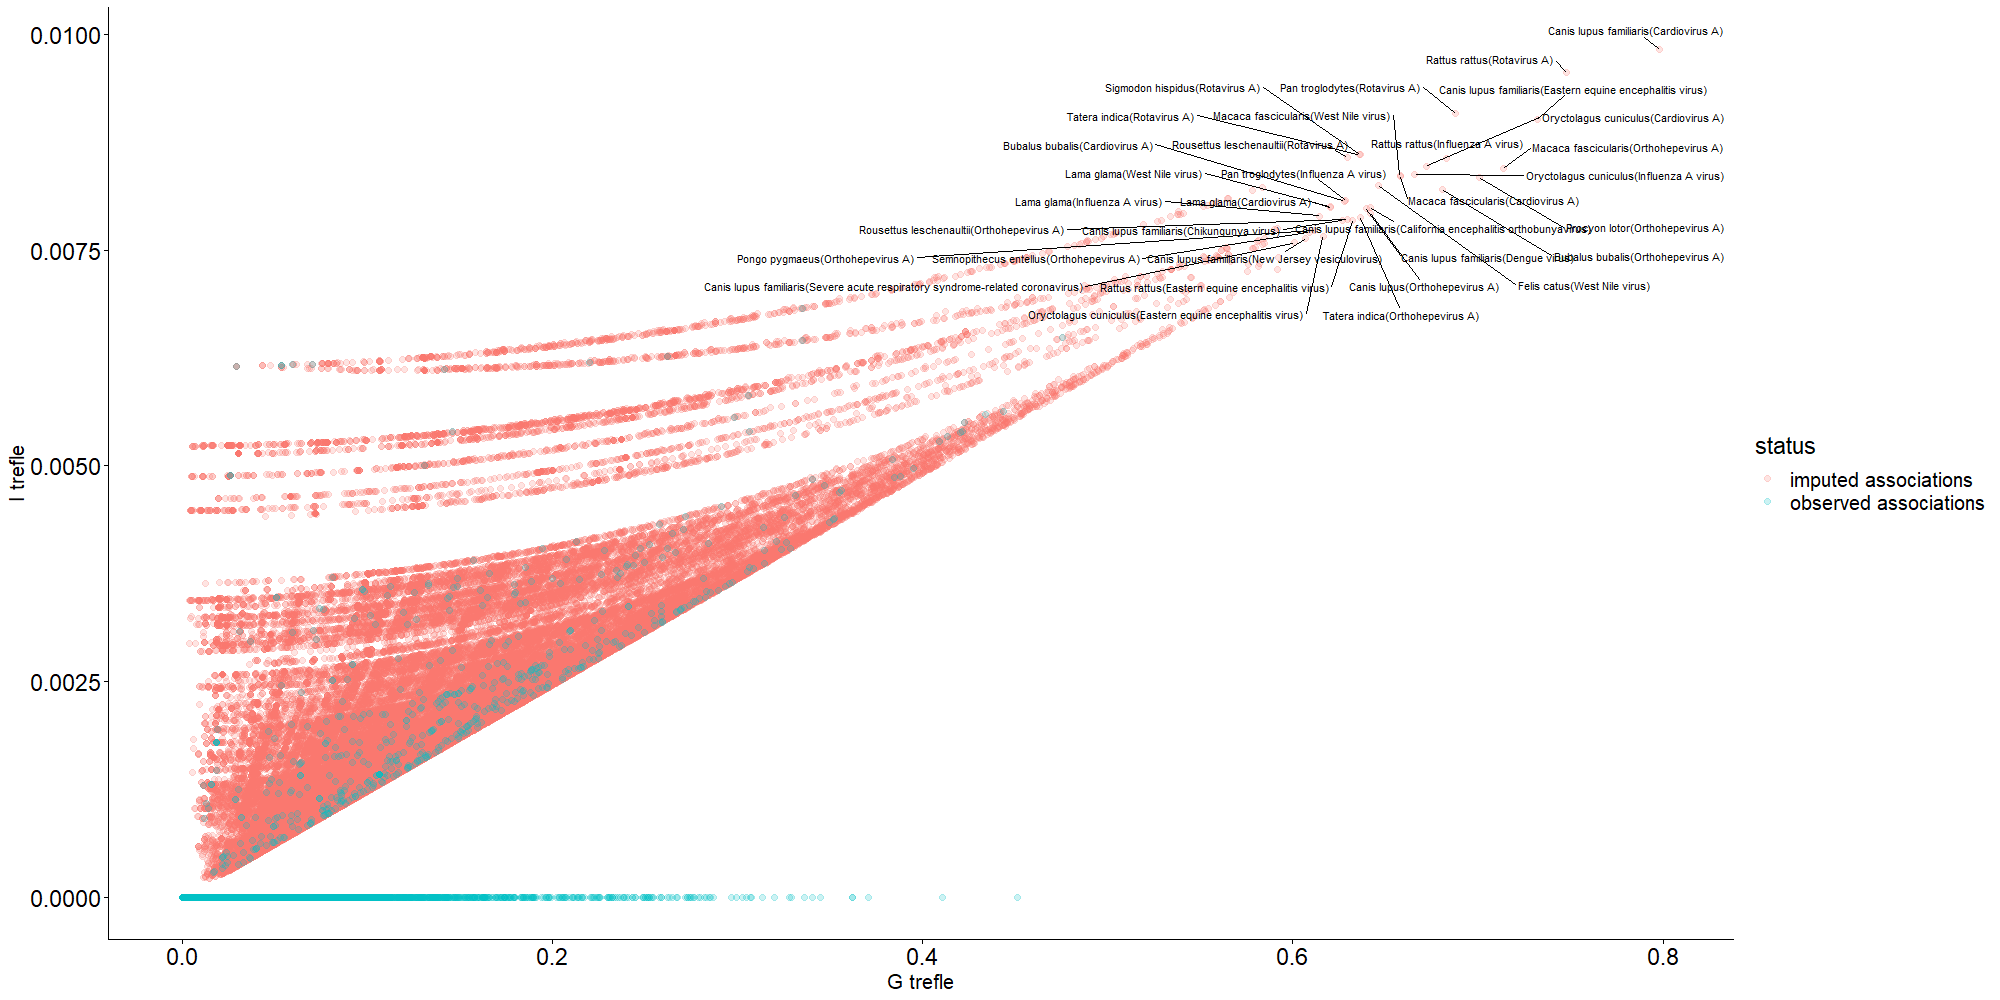 0.0100
0.0075
0.0050
0.0025
0.0000
I trefle
Canis lupus familiaris(Cardiovirus A)
Rattus rattus(Rotavirus A)
Sigmodon hispidus(Rotavirus A)
Pan troglodytes(Rotavirus A)
Canis lupus familiaris(Eastern equine encephalitis virus)
Tatera indica(Rotavirus A)
Macaca fascicularis(West Nile virus)
Oryctolagus cuniculus(Cardiovirus A)
Bubalus bubalis(Cardiovirus A)
Rousettus leschenaultii(Rotavirus A)
Rattus rattus(Influenza A virus)
Macaca fascicularis(Orthohepevirus A)
Lama glama(West Nile virus)
Pan troglodytes(Influenza A virus)
Oryctolagus cuniculus(Influenza A virus)
Lama glama(Influenza A virus)
Lama glama(Cardiovirus A)
Macaca fascicularis(Cardiovirus A)
Rousettus leschenaultii(Orthohepevirus A)
Canis lupus familiaris(Chikungunya virus)
Canis lupus familiaris(California encephalitis orthobunyavirus)
Procyon lotor(Orthohepevirus A)
Pongo pygmaeus(Orthohepevirus A)
Semnopithecus entellus(Orthohepevirus A)
Canis lupus familiaris(New Jersey vesiculovirus)
Canis lupus familiaris(Dengue virus)
Bubalus bubalis(Orthohepevirus A)
Canis lupus familiaris(Severe acute respiratory syndrome-related coronavirus)
Rattus rattus(Eastern equine encephalitis virus)
Canis lupus(Orthohepevirus A)
Felis catus(West Nile virus)
Oryctolagus cuniculus(Eastern equine encephalitis virus)
Tatera indica(Orthohepevirus A)
status
imputed associations
observed associations
0.0
0.2
0.4
0.6
0.8
G trefle